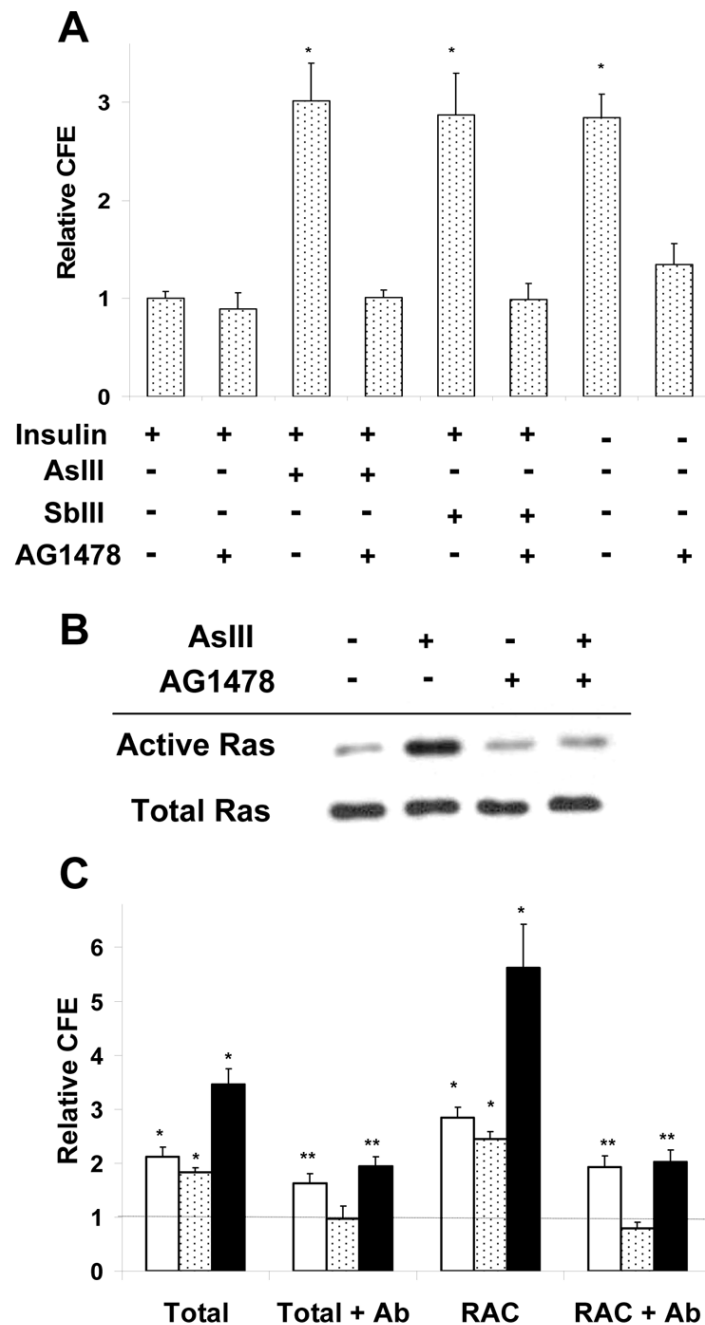 A
* * *
3
2
1
0
Relative CFE
Insulin + + + + + + - -
AsIII - - + + - - - -
SbIII - - - - + + - -
AG1478 - + - + - + - +
B
AsIII - + - +
AG1478 - - + +
Active Ras
Total Ras
C
6
5
4
3
2
1
0
Relative CFE
* * * ** ** * * * ** **
Total Total + Ab RAC RAC + Ab